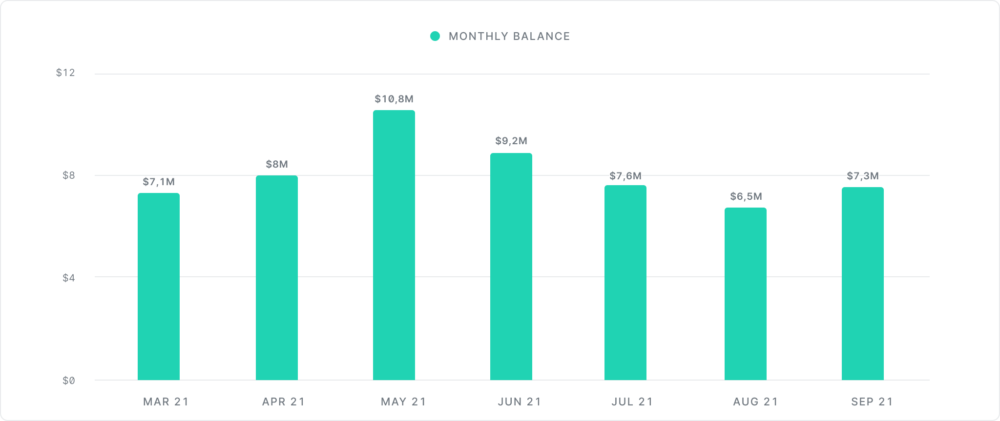 MONTHLY BALANCE
$12
$10,8M
$9,2M
$8M
$8
$7,6M
$7,3M
$7,1M
$6,5M
$4
$0
MAR 21 APR 21 MAY 21 JUN 21 JUL 21 AUG 21 SEP 21